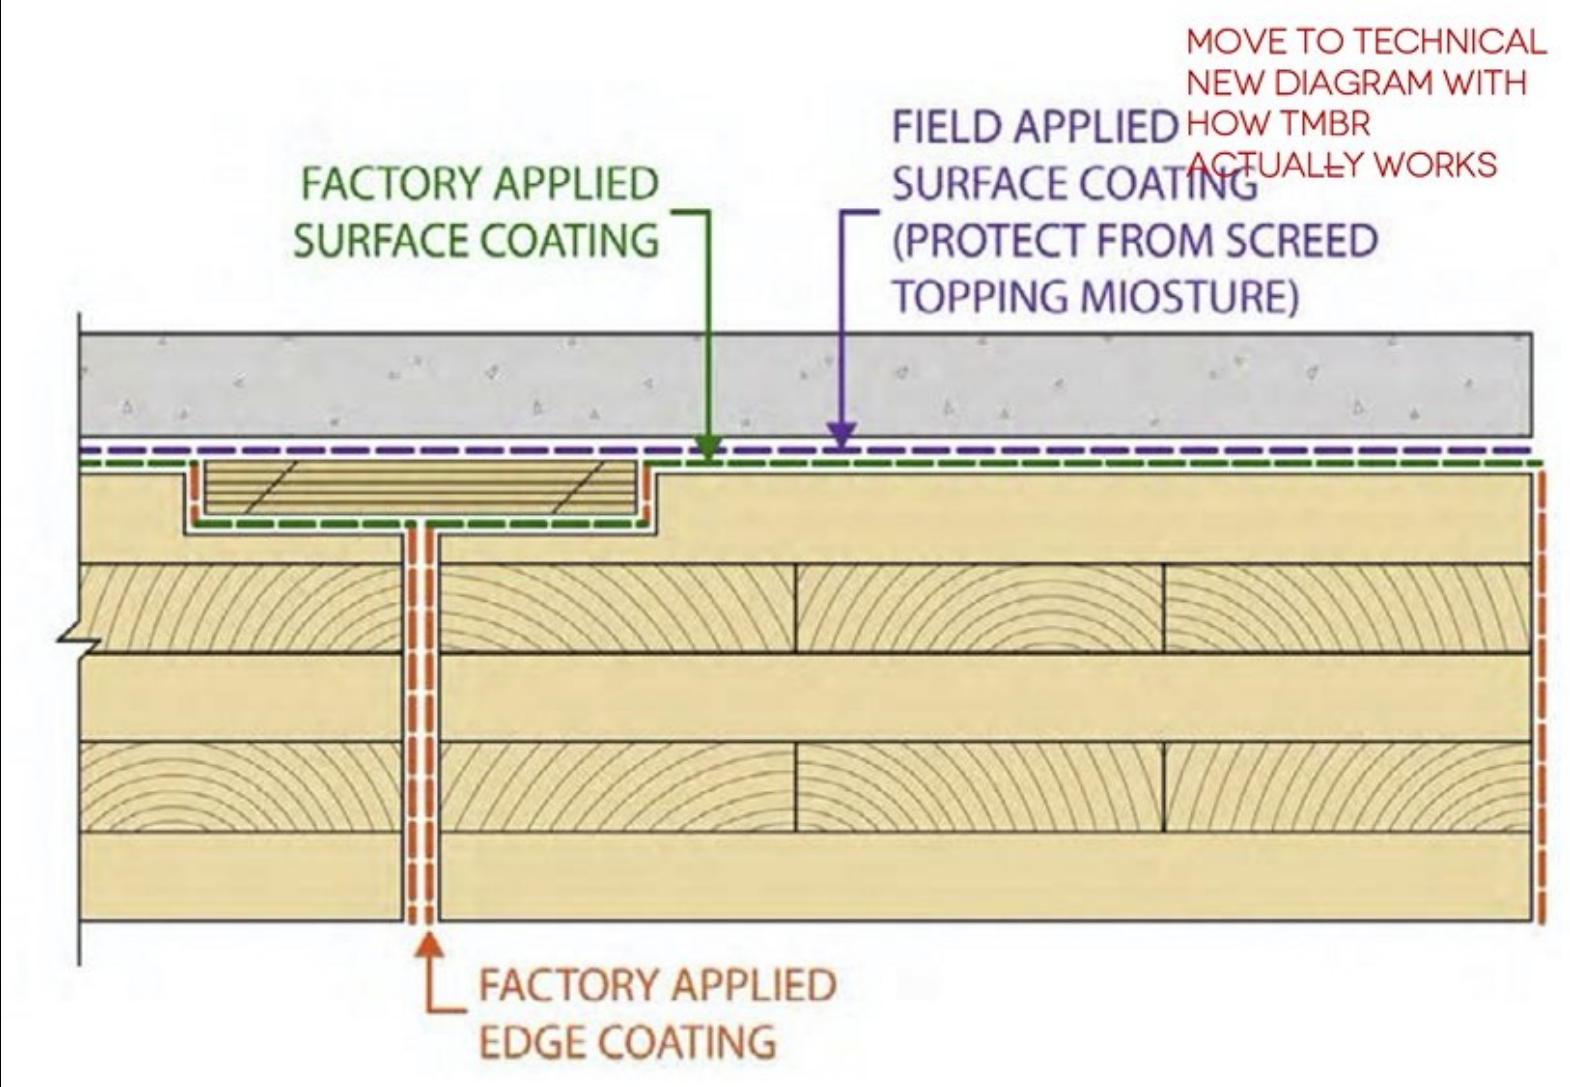 MOVE TO TECHNICAL
NEW DIAGRAM WITH
HOW TMBR
ACTUALLY WORKS
FIELD APPLIED
SURFACE COATING
(PROTECT FROM SCREED
TOPPING MIOSTURE)
FACTORY APPLIED
SURFACE COATING
FACTORY APPLIED
EDGE COATING